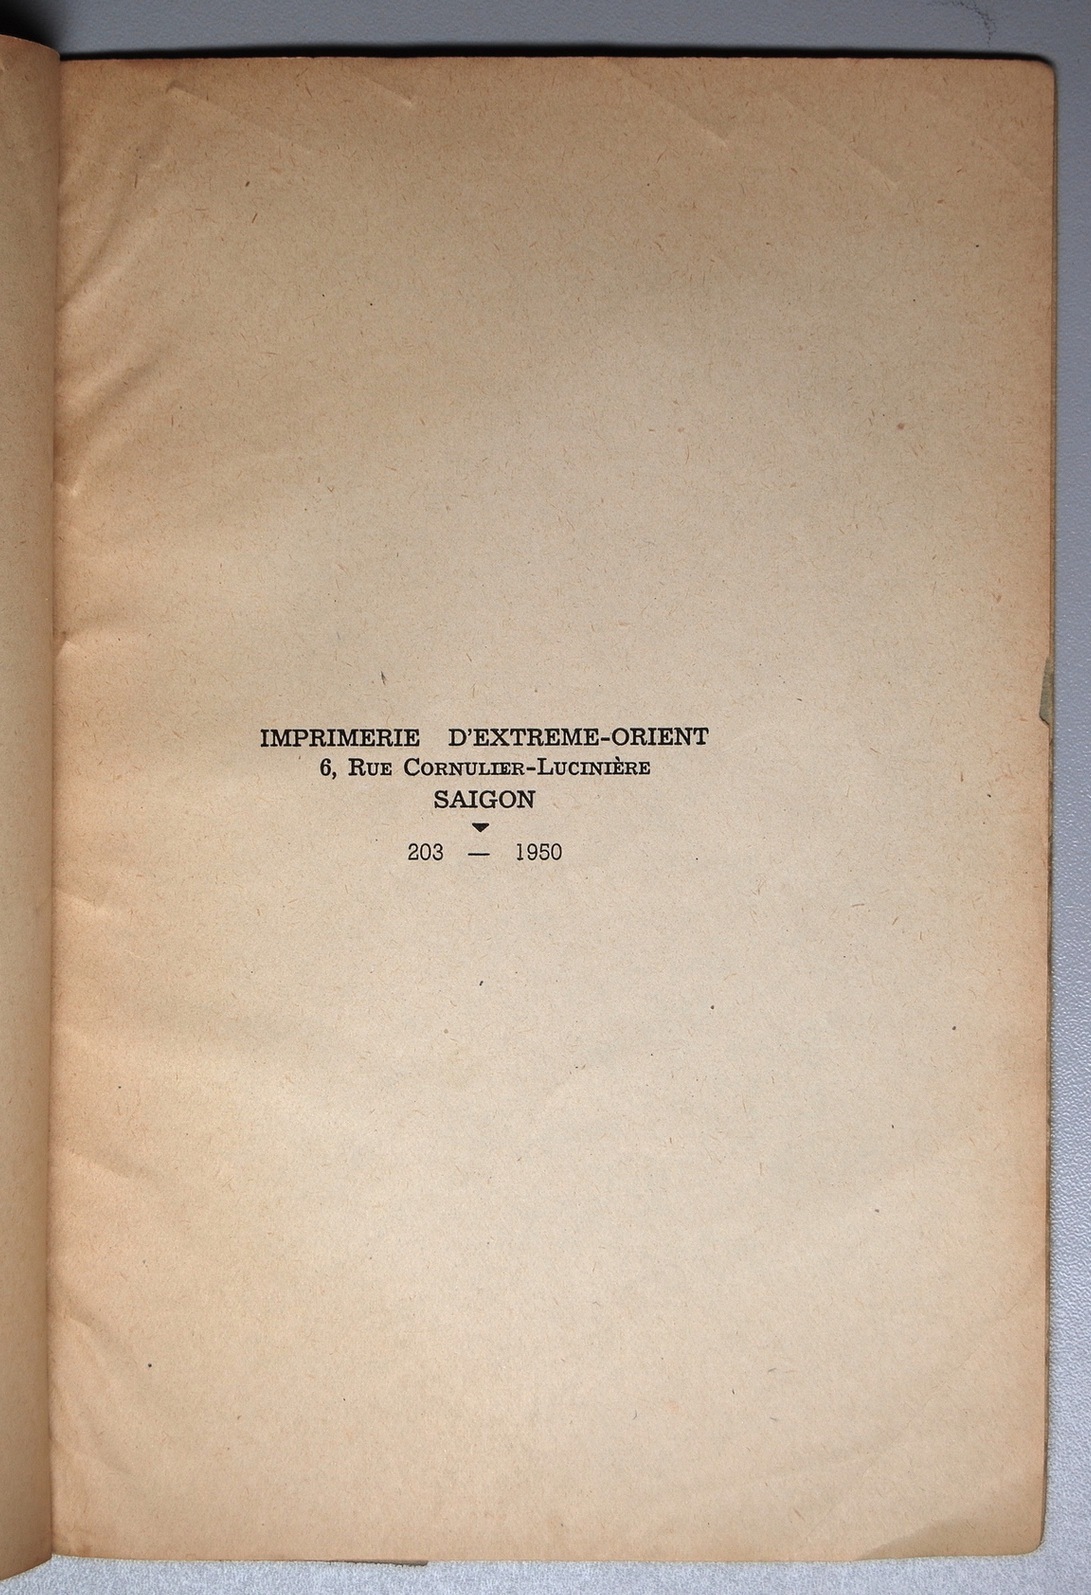 IMPRIMERIE D'EXTREME-ORIENT
6, RUE CORNULIER-LUCINIÈRE
SAIGON
203 — 1950